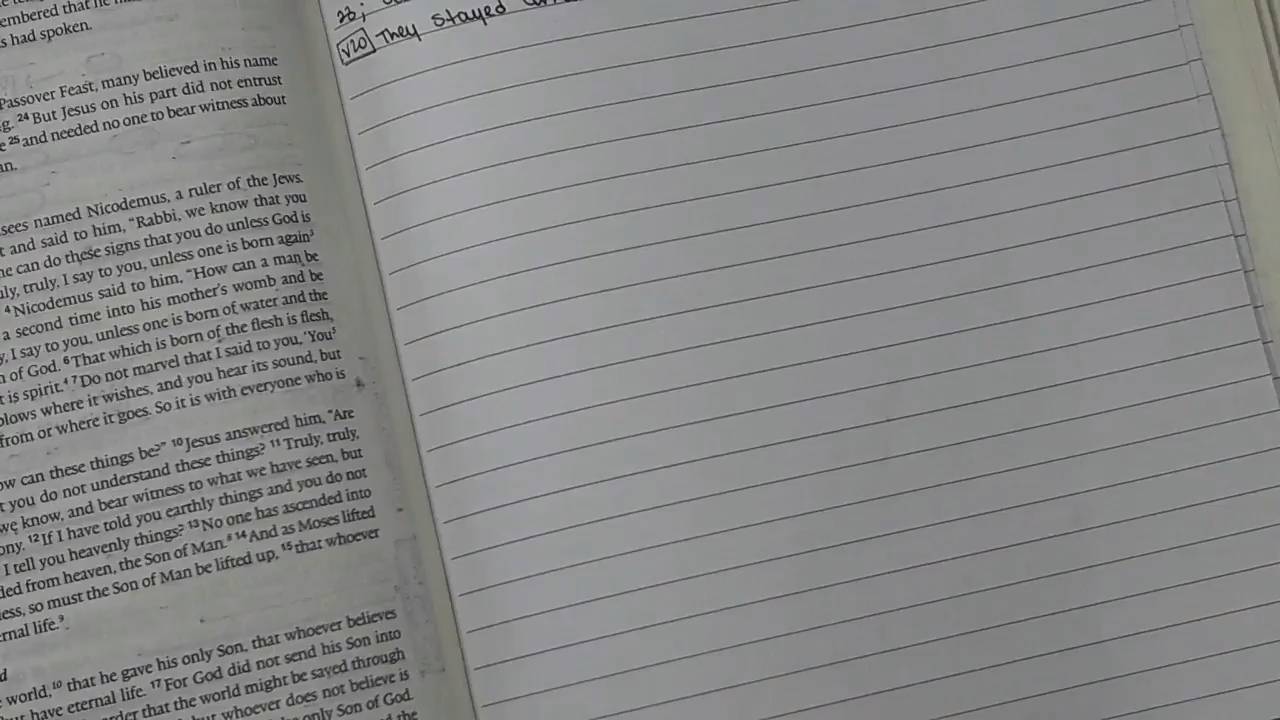 embered that he
s had spoken.
Passover Feast, many believed in his name
g. 24 But Jesus on his part did not entrust
e 25 and needed no one to bear witness about
an.
sees named Nicodemus, a ruler of the Jews.
t and said to him, “Rabbi, we know that you
ne can do these signs that you do unless God is
uly, truly, I say to you, unless one is born again3
4 Nicodemus said to him, “How can a man be
a second time into his mother's womb and be
y, I say to you, unless one is born of water and the
n of God. 6 That which is born of the flesh is flesh,
t is spirit.4 7 Do not marvel that I said to you, ‘You5
blows where it wishes, and you hear its sound, but
from or where it goes. So it is with everyone who is
ow can these things be?” 10 Jesus answered him, “Are
t you do not understand these things? 11 Truly, truly,
we know, and bear witness to what we have seen, but
ony. 12 If I have told you earthly things and you do not
I tell you heavenly things? 13 No one has ascended into
ded from heaven, the Son of Man.8 14 And as Moses lifted
ess, so must the Son of Man be lifted up, 15 that whoever
ernal life.9
d
world,10 that he gave his only Son, that whoever believes
have eternal life. 17 For God did not send his Son into
order that the world might be saved through
whoever does not believe is
only Son of God.
the
2b;
V20 They stayed